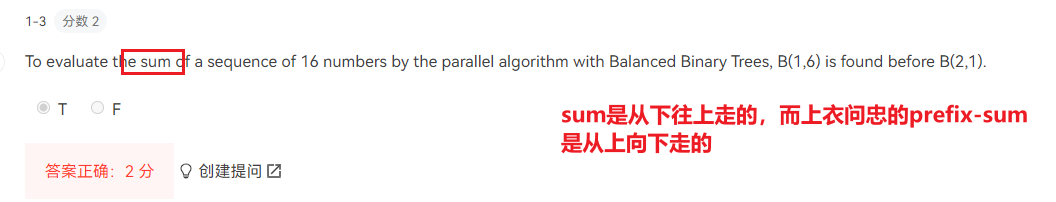 1-3 分数 2
To evaluate the sum of a sequence of 16 numbers by the parallel algorithm with Balanced Binary Trees, B(1,6) is found before B(2,1).
T F
sum是从下往上走的，而上衣问忠的prefix-sum
是从上向下走的
答案正确：2 分 创建提问